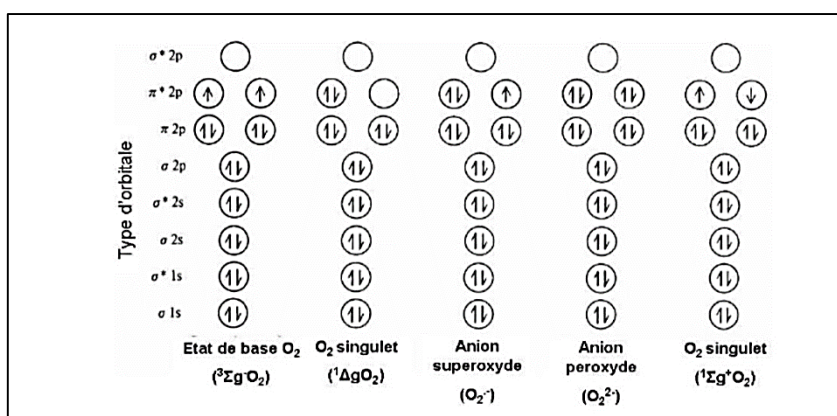 Type d'orbitale
σ* 2p
π* 2p
π 2p
σ 2p
σ* 2s
σ 2s
σ* 1s
σ 1s
Etat de base O₂
(³Σg⁻O₂)
O₂ singulet
(¹ΔgO₂)
Anion
superoxyde
(O₂·⁻)
Anion
peroxyde
(O₂²·)
O₂ singulet
(¹Σg⁺O₂)